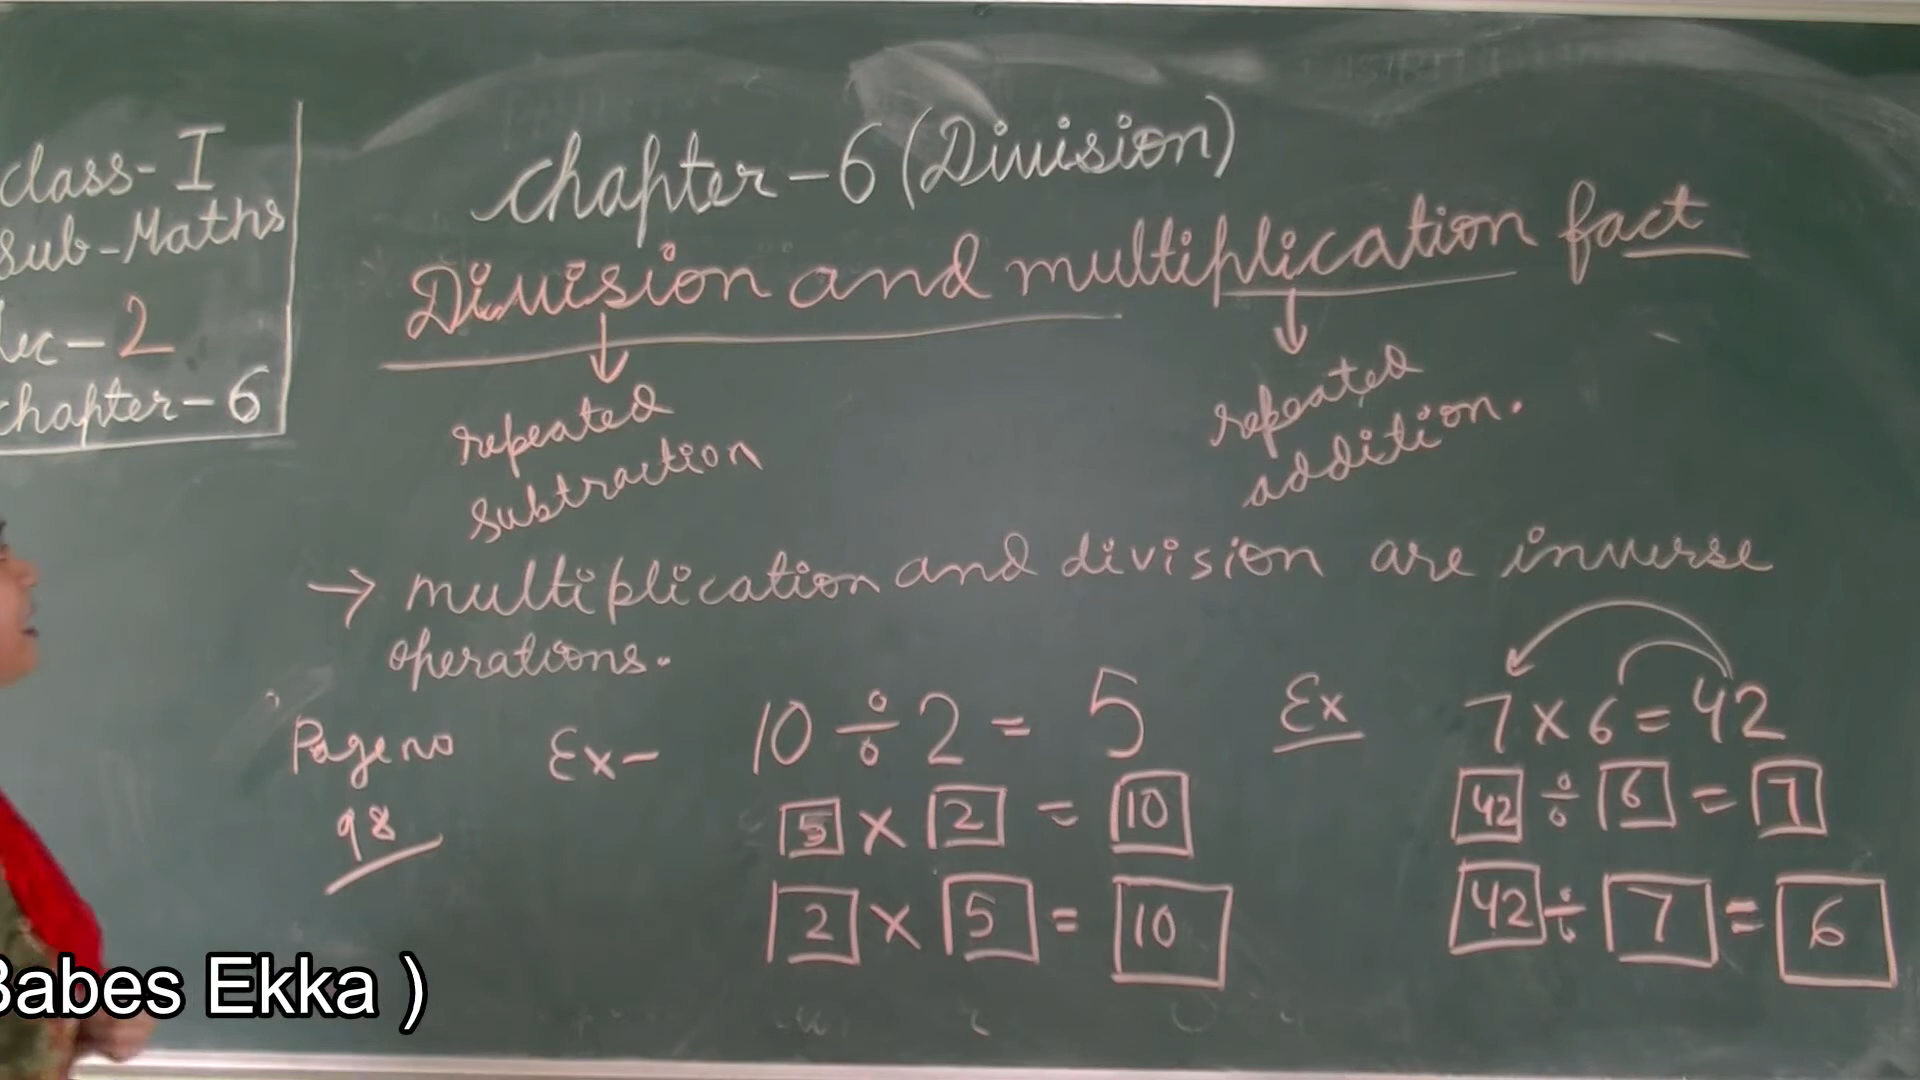 Class-I
Sub-Maths
Lec-2
Chapter-6
Chapter-6 (Division)
Division and multiplication fact
repeated
subtraction
repeated
addition.
→ multiplication and division are inverse
operations.
Page no
98
Ex- 10 ÷ 2 = 5
5 × 2 = 10
2 × 5 = 10
Ex 7 × 6 = 42
42 ÷ 6 = 7
42 ÷ 7 = 6
Babes Ekka )